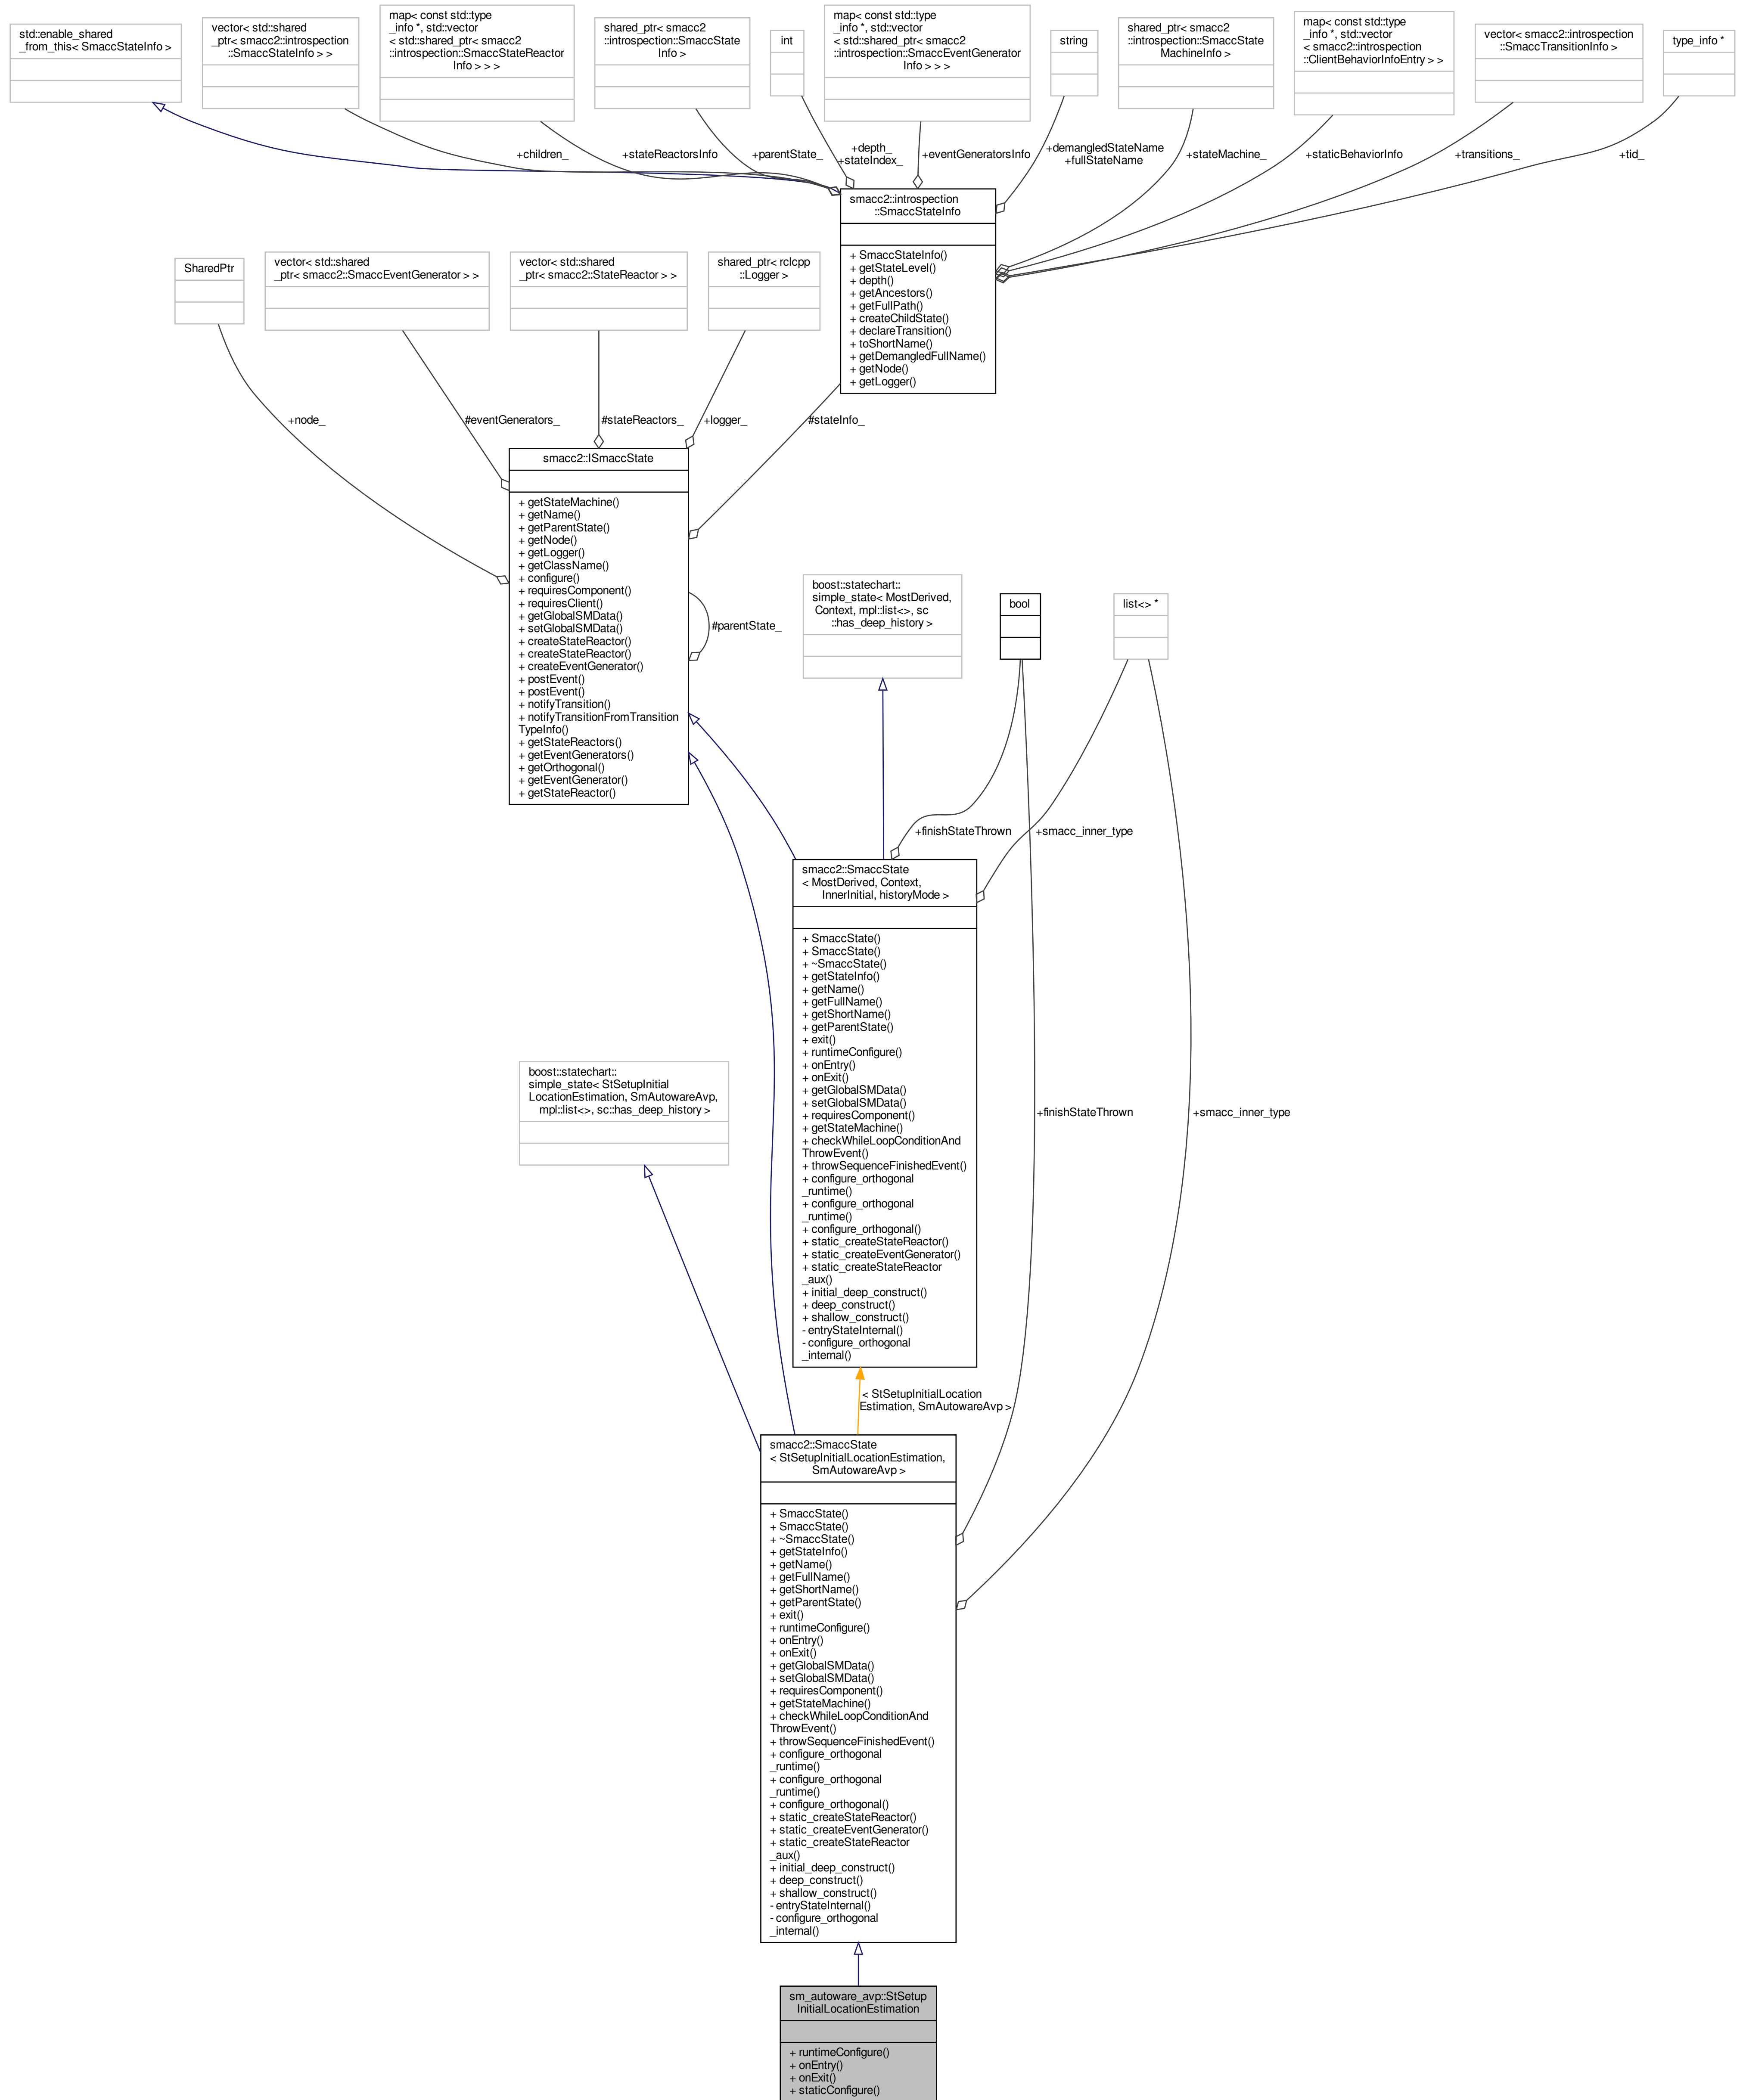 std::enable_shared
_from_this< SmaccStateInfo >
vector< std::shared
_ptr< smacc2::introspection
::SmaccStateInfo > >
map< const std::type
_info *, std::vector
< std::shared_ptr< smacc2
::introspection::SmaccStateReactor
Info > > >
shared_ptr< smacc2
::introspection::SmaccState
Info >
int
map< const std::type
_info *, std::vector
< std::shared_ptr< smacc2
::introspection::SmaccEventGenerator
Info > > >
string
shared_ptr< smacc2
::introspection::SmaccState
MachineInfo >
map< const std::type
_info *, std::vector
< smacc2::introspection
::ClientBehaviorInfoEntry > >
vector< smacc2::introspection
::SmaccTransitionInfo >
type_info *
+children_
+stateReactorsInfo
+parentState_
+depth_
+stateIndex_
+eventGeneratorsInfo
+demangledStateName
+fullStateName
+stateMachine_
+staticBehaviorInfo
+transitions_
+tid_
smacc2::introspection
::SmaccStateInfo
+ SmaccStateInfo()
+ getStateLevel()
+ depth()
+ getAncestors()
+ getFullPath()
+ createChildState()
+ declareTransition()
+ toShortName()
+ getDemangledFullName()
+ getNode()
+ getLogger()
SharedPtr
vector< std::shared
_ptr< smacc2::SmaccEventGenerator > >
vector< std::shared
_ptr< smacc2::StateReactor > >
shared_ptr< rclcpp
::Logger >
+node_
#eventGenerators_
#stateReactors_
+logger_
#stateInfo_
smacc2::ISmaccState
+ getStateMachine()
+ getName()
+ getParentState()
+ getNode()
+ getLogger()
+ getClassName()
+ configure()
+ requiresComponent()
+ requiresClient()
+ getGlobalSMData()
+ setGlobalSMData()
+ createStateReactor()
+ createStateReactor()
+ createEventGenerator()
+ postEvent()
+ postEvent()
+ notifyTransition()
+ notifyTransitionFromTransition
TypeInfo()
+ getStateReactors()
+ getEventGenerators()
+ getOrthogonal()
+ getEventGenerator()
+ getStateReactor()
#parentState_
boost::statechart::
simple_state< MostDerived,
Context, mpl::list<>, sc
::has_deep_history >
bool
list<> *
+finishStateThrown
+smacc_inner_type
smacc2::SmaccState
< MostDerived, Context,
InnerInitial, historyMode >
+ SmaccState()
+ SmaccState()
+ ~SmaccState()
+ getStateInfo()
+ getName()
+ getFullName()
+ getShortName()
+ getParentState()
+ exit()
+ runtimeConfigure()
+ onEntry()
+ onExit()
+ getGlobalSMData()
+ setGlobalSMData()
+ requiresComponent()
+ getStateMachine()
+ checkWhileLoopConditionAnd
ThrowEvent()
+ throwSequenceFinishedEvent()
+ configure_orthogonal
_runtime()
+ configure_orthogonal
_runtime()
+ configure_orthogonal()
+ static_createStateReactor()
+ static_createEventGenerator()
+ static_createStateReactor
_aux()
+ initial_deep_construct()
+ deep_construct()
+ shallow_construct()
- entryStateInternal()
- configure_orthogonal
_internal()
boost::statechart::
simple_state< StSetupInitial
LocationEstimation, SmAutowareAvp,
mpl::list<>, sc::has_deep_history >
+finishStateThrown
+smacc_inner_type
< StSetupInitialLocation
Estimation, SmAutowareAvp >
smacc2::SmaccState
< StSetupInitialLocationEstimation,
SmAutowareAvp >
+ SmaccState()
+ SmaccState()
+ ~SmaccState()
+ getStateInfo()
+ getName()
+ getFullName()
+ getShortName()
+ getParentState()
+ exit()
+ runtimeConfigure()
+ onEntry()
+ onExit()
+ getGlobalSMData()
+ setGlobalSMData()
+ requiresComponent()
+ getStateMachine()
+ checkWhileLoopConditionAnd
ThrowEvent()
+ throwSequenceFinishedEvent()
+ configure_orthogonal
_runtime()
+ configure_orthogonal
_runtime()
+ configure_orthogonal()
+ static_createStateReactor()
+ static_createEventGenerator()
+ static_createStateReactor
_aux()
+ initial_deep_construct()
+ deep_construct()
+ shallow_construct()
- entryStateInternal()
- configure_orthogonal
_internal()
sm_autoware_avp::StSetup
InitialLocationEstimation
+ runtimeConfigure()
+ onEntry()
+ onExit()
+ staticConfigure()